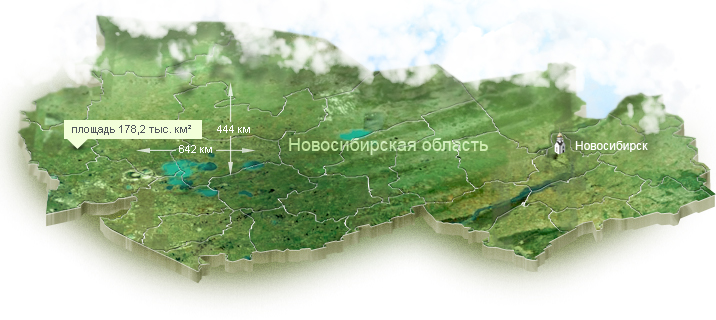 площадь 178,2 тыс. км²
444 км
642 км
Новосибирская область
Новосибирск